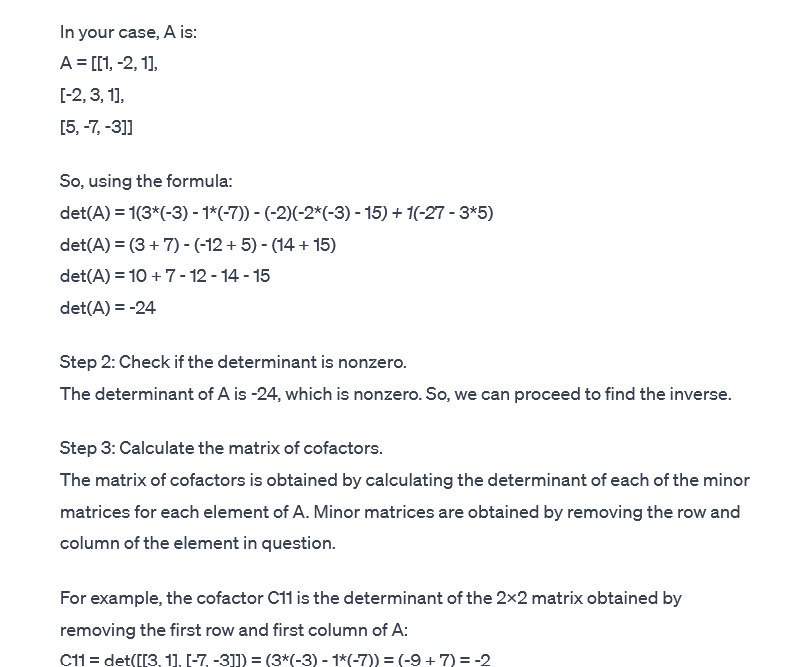 In your case, A is:
A = [[1, -2, 1],
[-2, 3, 1],
[5, -7, -3]]
So, using the formula:
det(A) = 1(3*(-3) - 1*(-7)) - (-2)(-2*(-3) - 15) + 1(-27 - 3*5)
det(A) = (3 + 7) - (-12 + 5) - (14 + 15)
det(A) = 10 + 7 - 12 - 14 - 15
det(A) = -24
Step 2: Check if the determinant is nonzero.
The determinant of A is -24, which is nonzero. So, we can proceed to find the inverse.
Step 3: Calculate the matrix of cofactors.
The matrix of cofactors is obtained by calculating the determinant of each of the minor
matrices for each element of A. Minor matrices are obtained by removing the row and
column of the element in question.
For example, the cofactor C11 is the determinant of the 2×2 matrix obtained by
removing the first row and first column of A:
C11 = det([[3, 1], [-7, -3]]) = (3*(-3) - 1*(-7)) = (-9 + 7) = -2